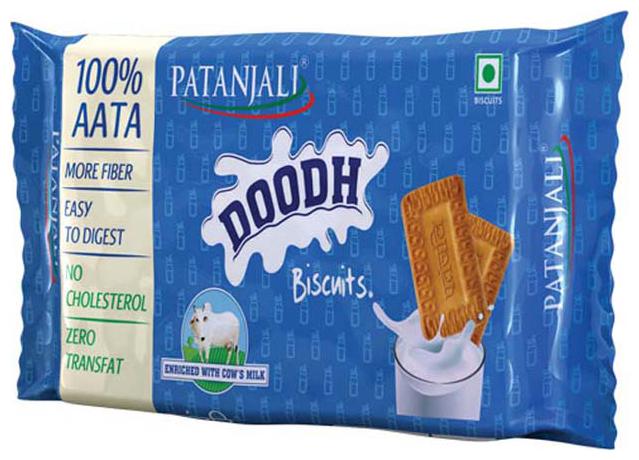 100%
AATA
MORE FIBER
EASY
TO DIGEST
NO
CHOLESTEROL
ZERO
TRANSFAT
PATANJALI®
BISCUITS
DOODH
Biscuits.
ENRICHED WITH COW'S MILK
PATANJALI
PATANJALI